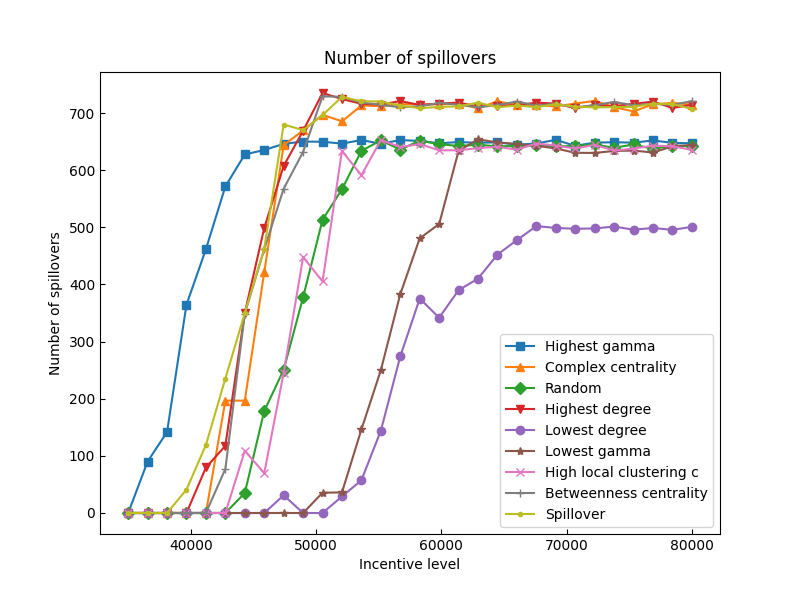 Number of spillovers
Number of spillovers
700
600
500
400
300
200
100
0
40000
50000
60000
70000
80000
Incentive level
Highest gamma
Complex centrality
Random
Highest degree
Lowest degree
Lowest gamma
High local clustering c
Betweenness centrality
Spillover